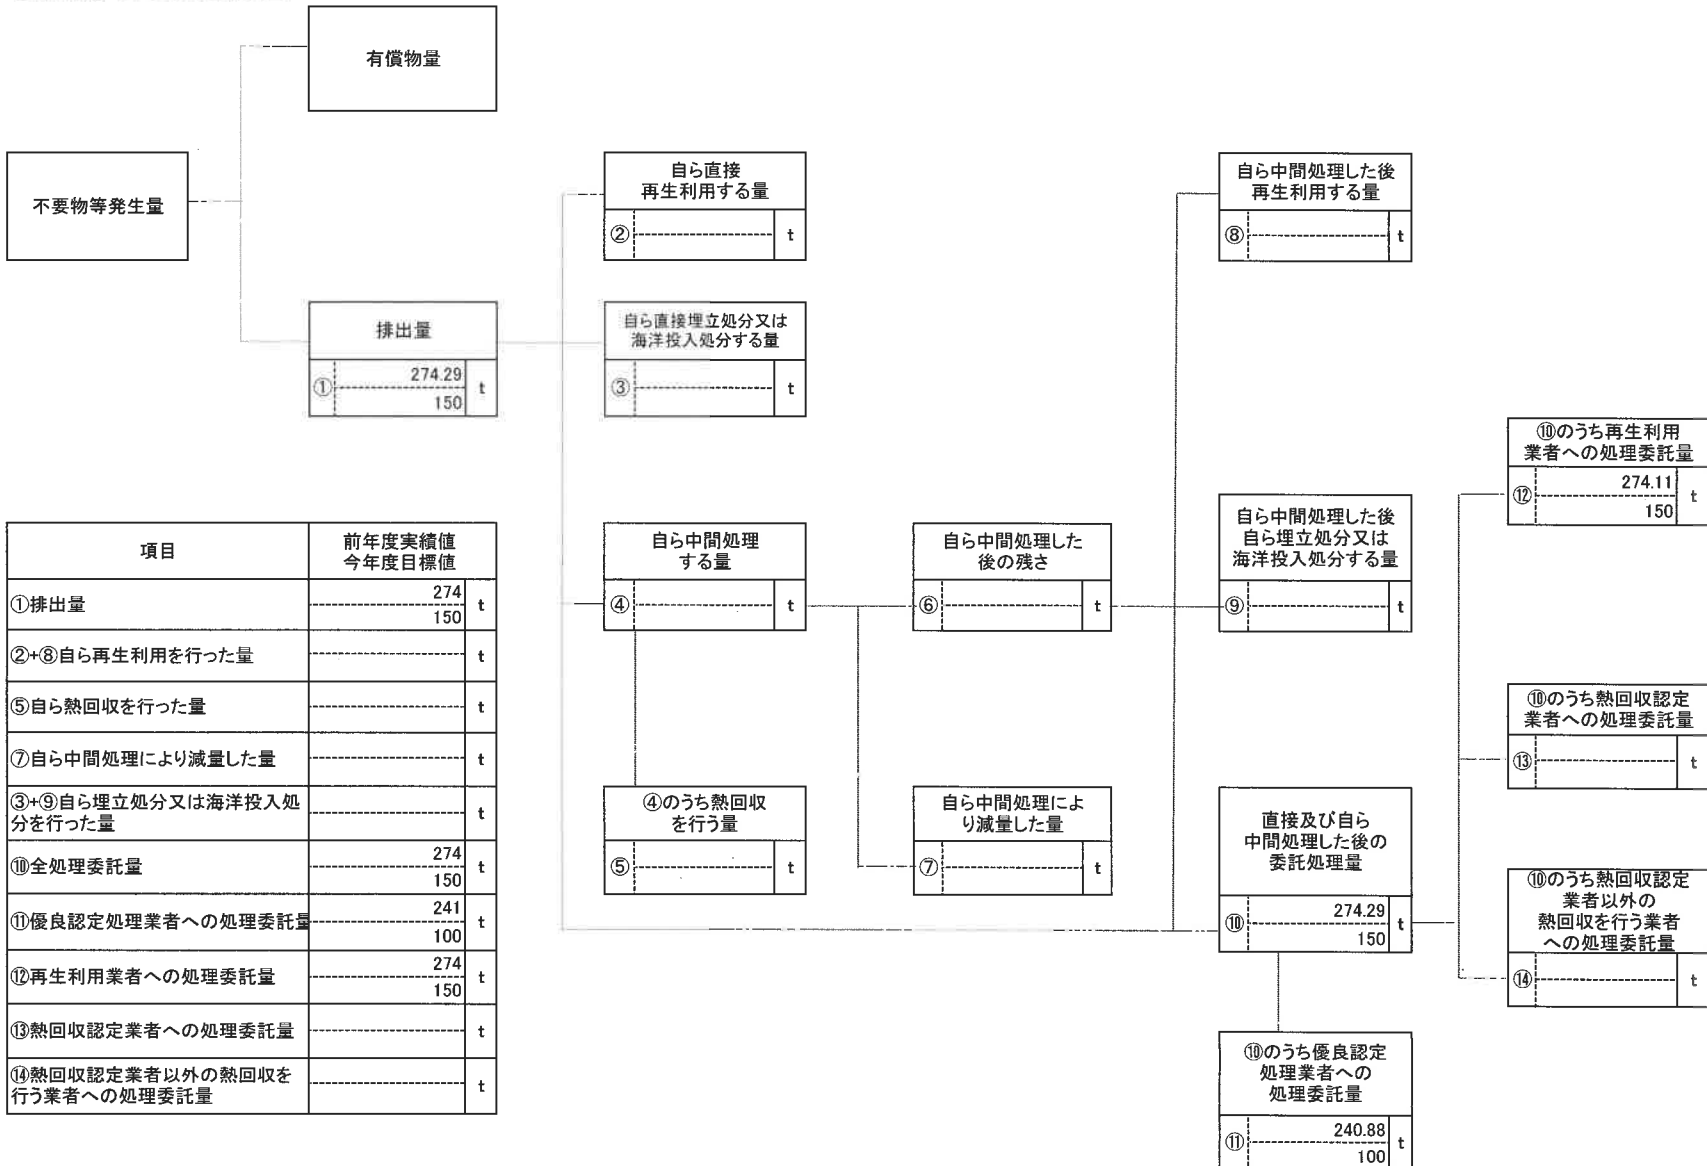 有償物量
不要物等発生量
排出量
①
274.29
150
t
自ら直接
再生利用する量
②
t
自ら直接埋立処分又は
海洋投入処分する量
③
t
自ら中間処理した後
再生利用する量
⑧
t
⑩のうち再生利用
業者への処理委託量
⑫
274.11
150
t
自ら中間処理
する量
④
t
自ら中間処理した
後の残さ
⑥
t
自ら中間処理した後
自ら埋立処分又は
海洋投入処分する量
⑨
t
④のうち熱回収
を行う量
⑤
t
自ら中間処理によ
り減量した量
⑦
t
直接及び自ら
中間処理した後の
委託処理量
⑩
274.29
150
t
⑩のうち熱回収認定
業者への処理委託量
⑬
t
⑩のうち熱回収認定
業者以外の
熱回収を行う業者
への処理委託量
⑭
t
⑩のうち優良認定
処理業者への
処理委託量
⑪
240.88
100
t
項目
前年度実績値
今年度目標値
①排出量
274
150
t
②+⑧自ら再生利用を行った量
t
⑤自ら熱回収を行った量
t
⑦自ら中間処理により減量した量
t
③+⑨自ら埋立処分又は海洋投入処
分を行った量
t
⑩全処理委託量
274
150
t
⑪優良認定処理業者への処理委託量
241
100
t
⑫再生利用業者への処理委託量
274
150
t
⑬熱回収認定業者への処理委託量
t
⑭熱回収認定業者以外の熱回収を
行う業者への処理委託量
t